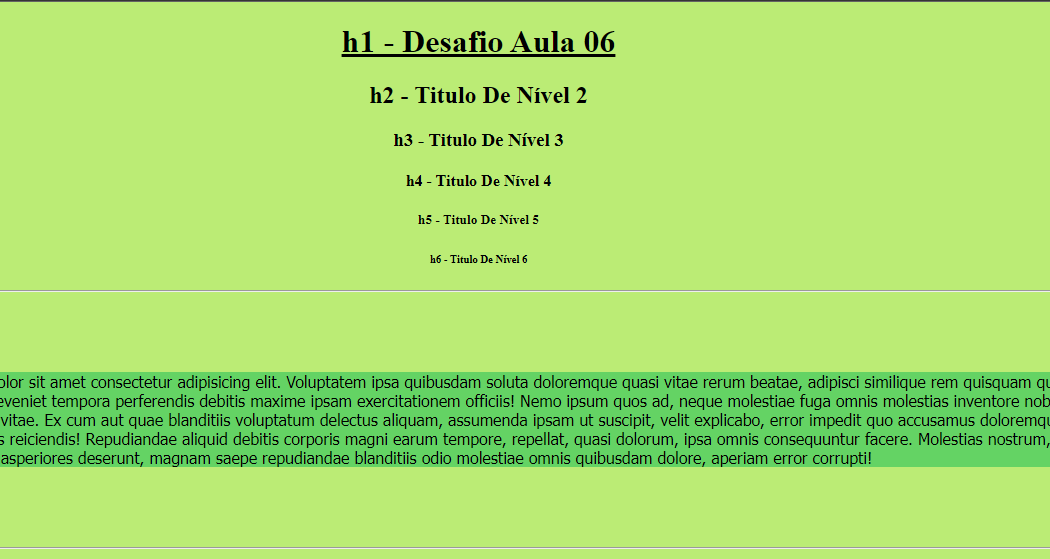 h1 - Desafio Aula 06
h2 - Titulo De Nível 2
h3 - Titulo De Nível 3
h4 - Titulo De Nível 4
h5 - Titulo De Nível 5
h6 - Titulo De Nível 6
sit amet consectetur adipisicing elit. Voluptatem ipsa quibusdam soluta doloremque quasi vitae rerum beatae, adipisci similique rem quisquam
eveniet tempora perferendis debitis maxime ipsam exercitationem officiis! Nemo ipsum quos ad, neque molestiae fuga omnis molestias inventore
vitae. Ex cum aut quae blanditiis voluptatum delectus aliquam, assumenda ipsam ut suscipit, velit explicabo, error impedit quo accusamus
reiciendis! Repudiandae aliquid debitis corporis magni earum tempore, repellat, quasi dolorum, ipsa omnis consequuntur facere. Molestias nostrum,
asperiores deserunt, magnam saepe repudiandae blanditiis odio molestiae omnis quibusdam dolore, aperiam error corrupti!